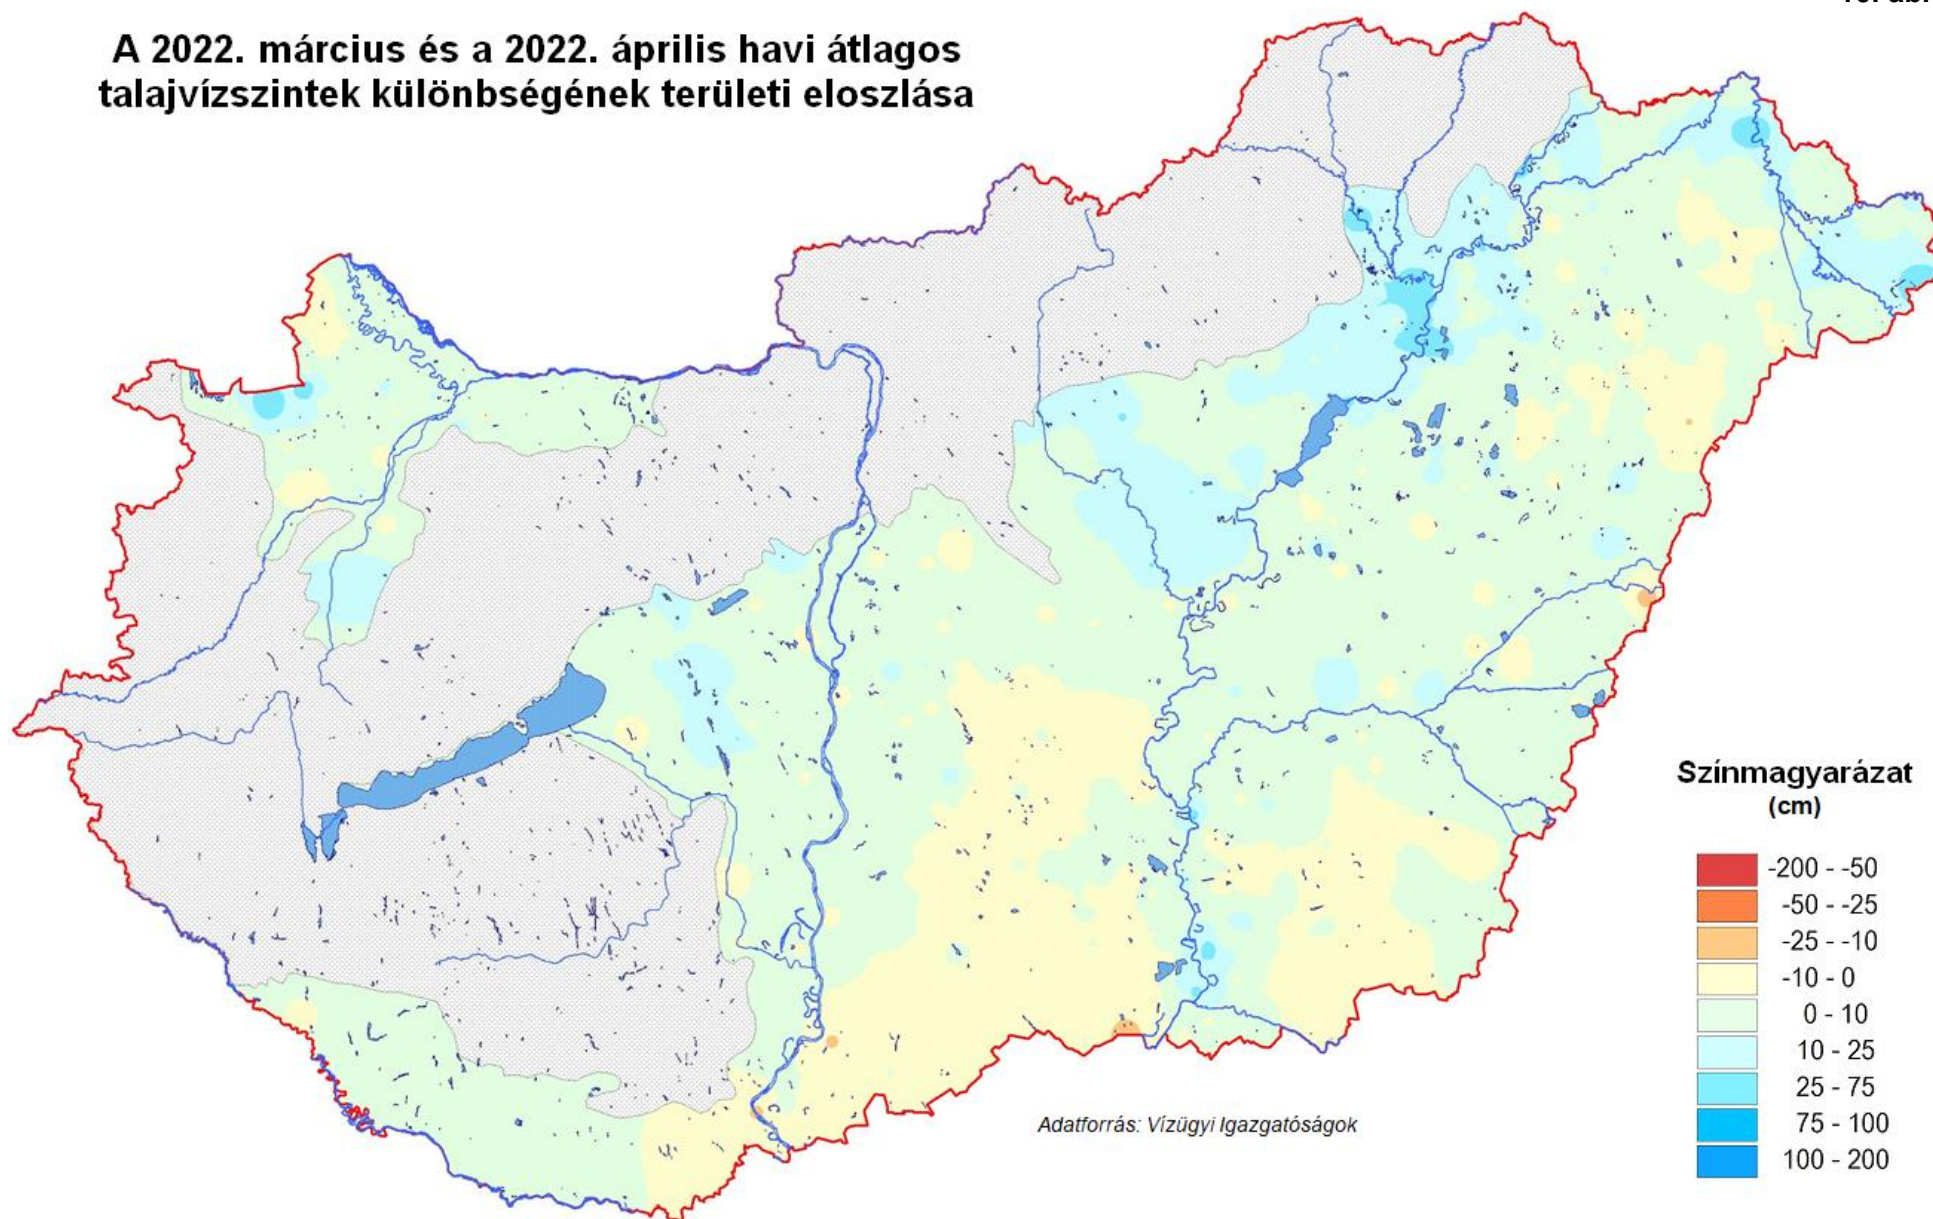 A 2022. március és a 2022. április havi átlagos
talajvízszintek különbségének területi eloszlása
Színmagyarázat
(cm)
-200 - -50
-50 - -25
-25 - -10
-10 - 0
0 - 10
10 - 25
25 - 75
75 - 100
100 - 200
Adatforrás: Vízügyi Igazgatóságok